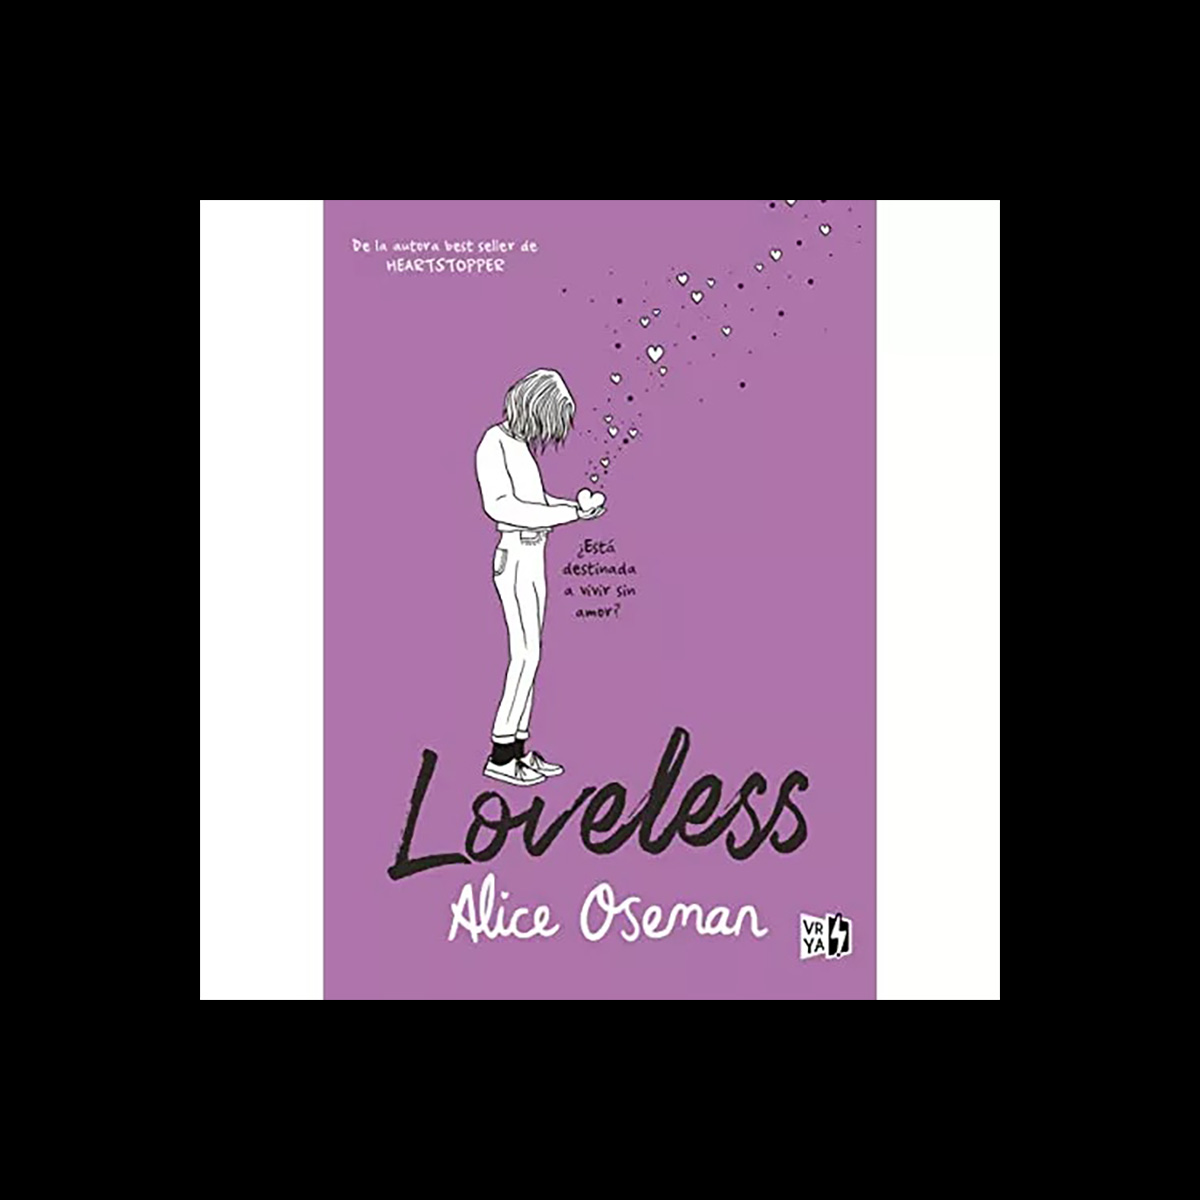 De la autora best seller de
HEARTSTOPPER
¿Está
destinada
a vivir sin
amor?
Loveless
Alice Oseman
VR
YA